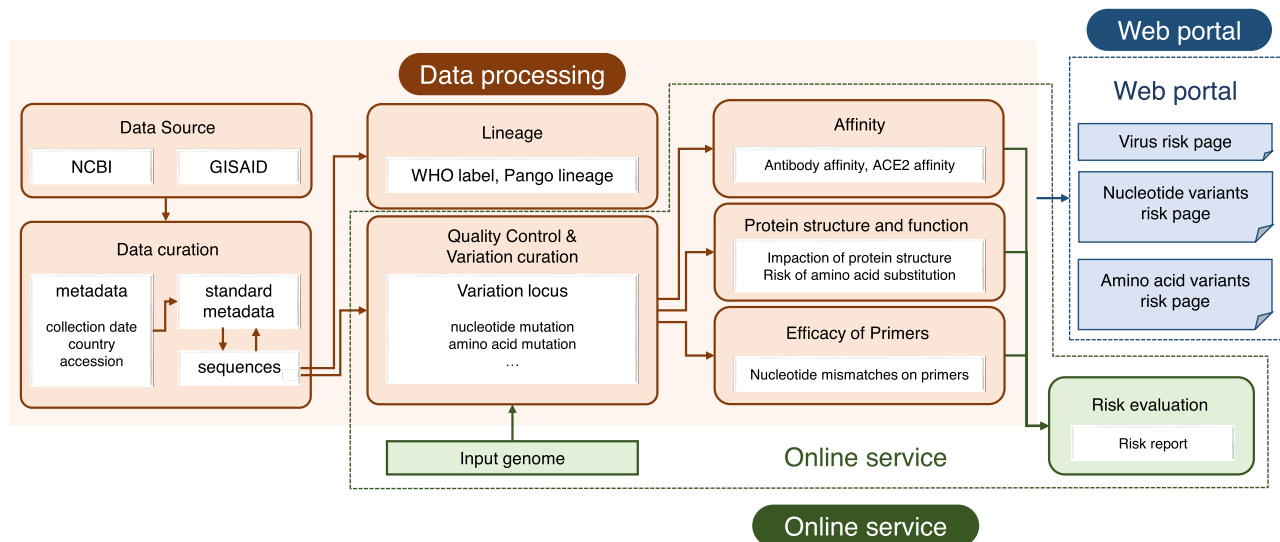 Data processing
Data Source
NCBI
GISAID
Data curation
metadata
collection date
country
accession
standard
metadata
sequences
Lineage
WHO label, Pango lineage
Quality Control &
Variation curation
Variation locus
nucleotide mutation
amino acid mutation
...
Input genome
Affinity
Antibody affinity, ACE2 affinity
Protein structure and function
Impaction of protein structure
Risk of amino acid substitution
Efficacy of Primers
Nucleotide mismatches on primers
Web portal
Web portal
Virus risk page
Nucleotide variants
risk page
Amino acid variants
risk page
Risk evaluation
Risk report
Online service
Online service